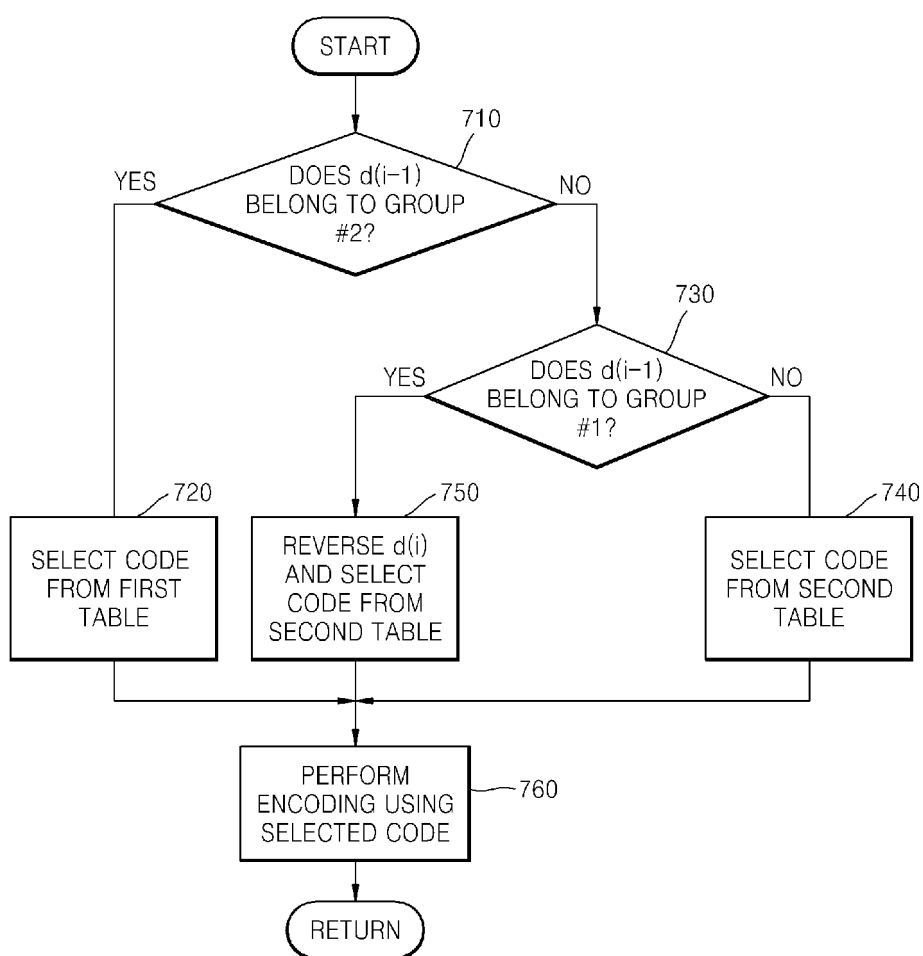 START
710
YES
DOES d(i-1)
BELONG TO GROUP
#2?
NO
730
YES
DOES d(i-1)
BELONG TO GROUP
#1?
NO
720
SELECT CODE
FROM FIRST
TABLE
750
REVERSE d(i)
AND SELECT
CODE FROM
SECOND TABLE
740
SELECT CODE
FROM SECOND
TABLE
PERFORM
ENCODING USING
SELECTED CODE
760
RETURN